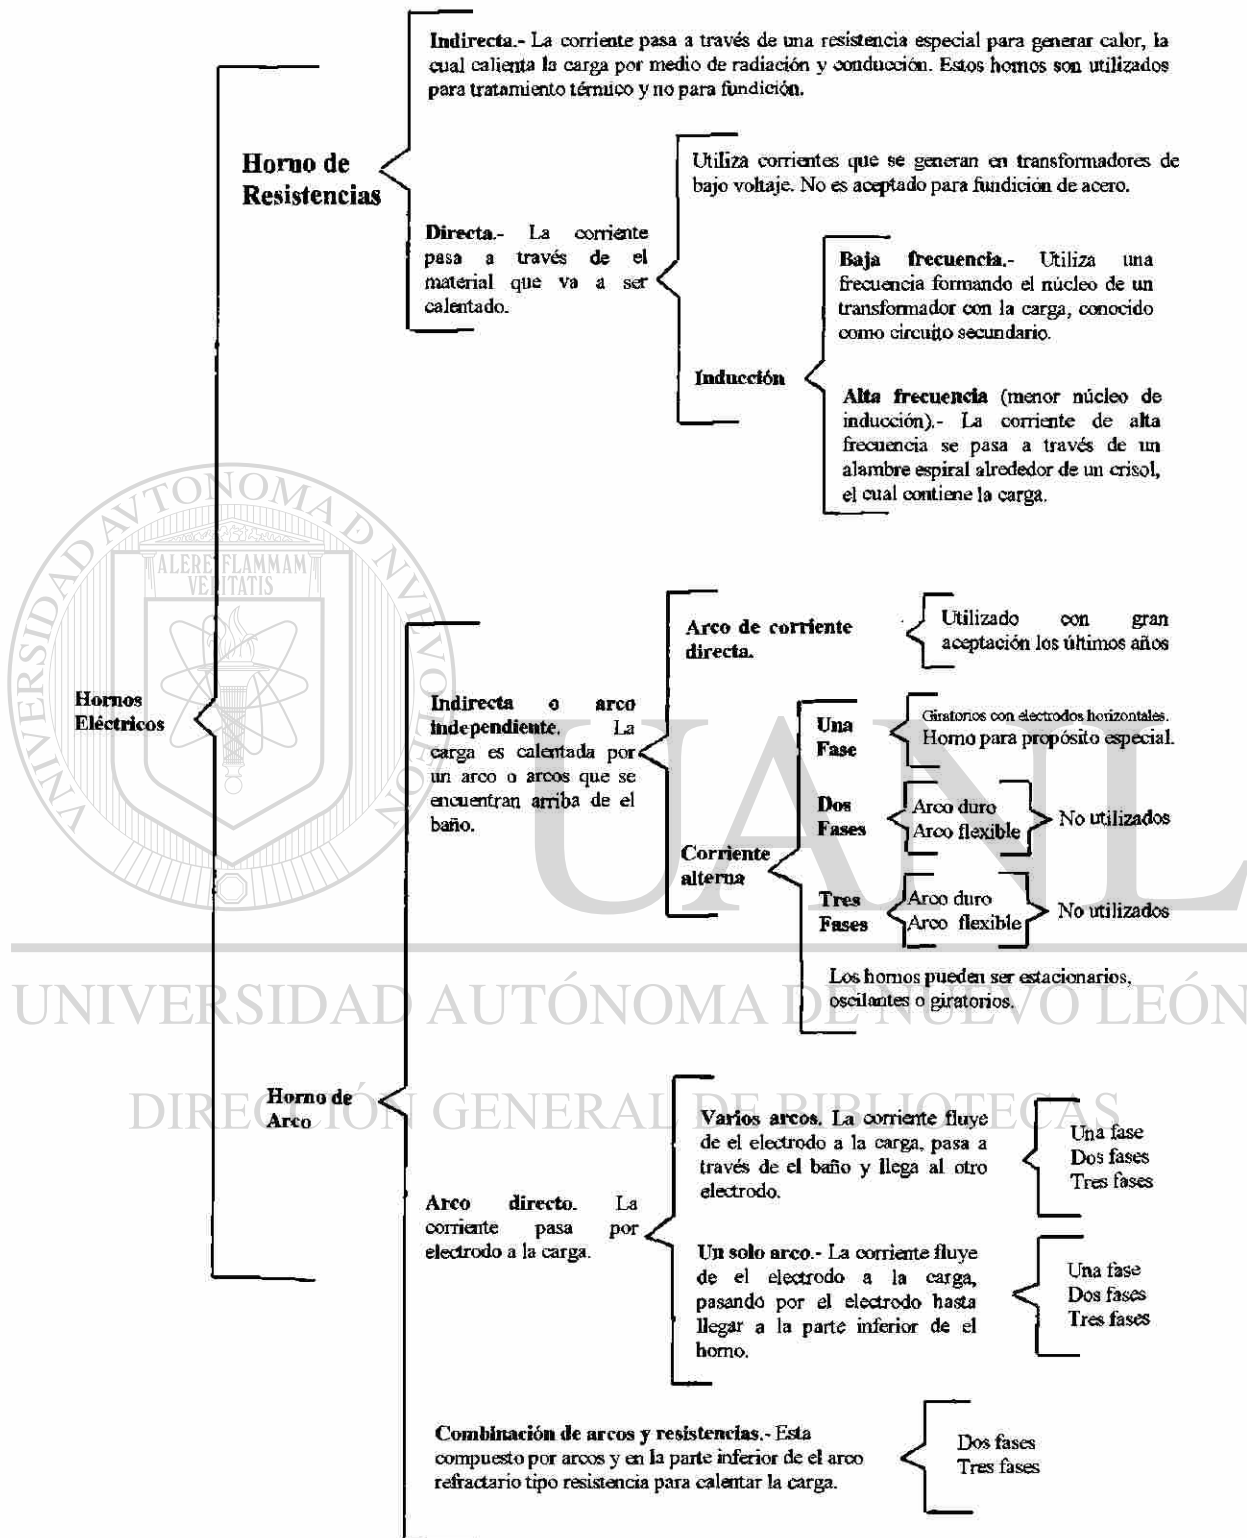 Indirecta.- La corriente pasa a través de una resistencia especial para generar calor, la
cual calienta la carga por medio de radiación y conducción. Estos hornos son utilizados
para tratamiento térmico y no para fundición.
Horno de
Resistencias
Utiliza corrientes que se generan en transformadores de
bajo voltaje. No es aceptado para fundición de acero.
Directa.- La corriente
pasa a través de el
material que va a ser
calentado.
Baja frecuencia.- Utiliza una
frecuencia formando el núcleo de un
transformador con la carga, conocido
como circuito secundario.
Inducción
Alta frecuencia (menor núcleo de
inducción).- La corriente de alta
frecuencia se pasa a través de un
alambre espiral alrededor de un crisol,
el cual contiene la carga.
UNIVERSIDAD AUTONOMA DE NUEVO LEÓN
ALERE FLAMMAM
VERITATIS
Hornos
Eléctricos
Arco de corriente
directa.
Utilizado con gran
aceptación los últimos años
Indirecta o arco
independiente. La
carga es calentada por
un arco o arcos que se
encuentran arriba de el
baño.
Una
Fase
Giratorios con electrodos horizontales.
Horno para propósito especial.
Dos
Fases
Arco duro
Arco flexible
No utilizados
Corriente
alterna
Tres
Fases
Arco duro
Arco flexible
No utilizados
Los hornos pueden ser estacionarios,
oscilantes o giratorios.
UANL
UNIVERSIDAD AUTÓNOMA DE NUEVO LEÓN
DIRECCIÓN GENERAL DE BIBLIOTECAS
Horno de
Arco
Varios arcos. La corriente fluye
de el electrodo a la carga, pasa a
través de el baño y llega al otro
electrodo.
Una fase
Dos fases
Tres fases
Arco directo. La
corriente pasa por
electrodo a la carga.
Un solo arco.- La corriente fluye
de el electrodo a la carga,
pasando por el electrodo hasta
llegar a la parte inferior de el
horno.
Una fase
Dos fases
Tres fases
Combinación de arcos y resistencias.- Esta
compuesto por arcos y en la parte inferior de el arco
refractario tipo resistencia para calentar la carga.
Dos fases
Tres fases